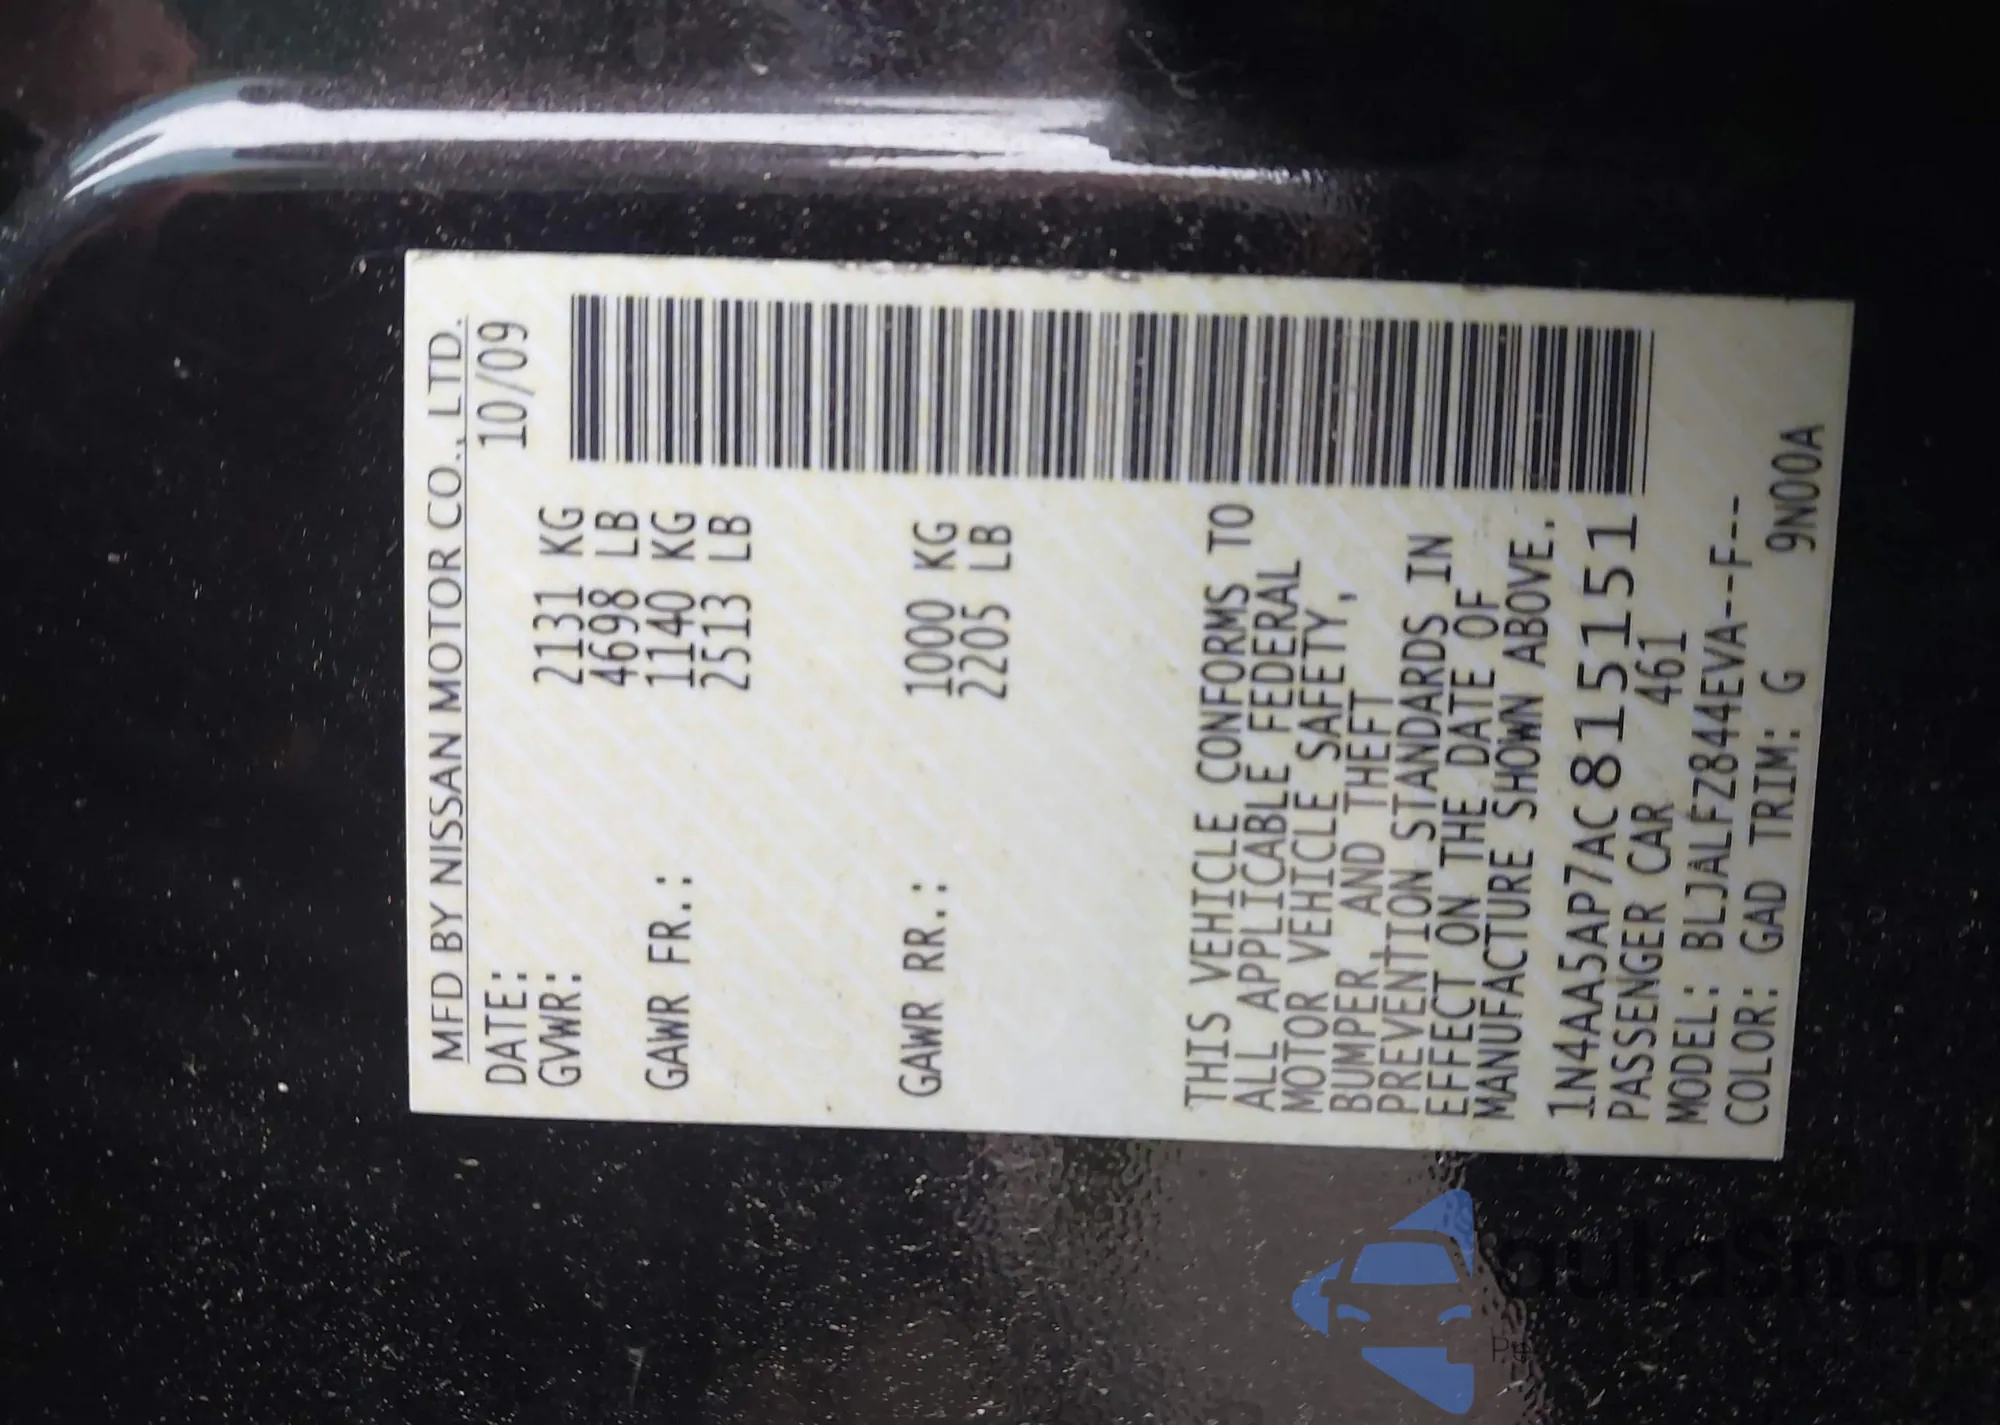 MFD BY NISSAN MOTOR CO., LTD.
DATE: 10/09
GVWR: 2131 KG
4698 LB
GAWR FR.: 1140 KG
2513 LB
GAWR RR.: 1000 KG
2205 LB
THIS VEHICLE CONFORMS TO
ALL APPLICABLE FEDERAL
MOTOR VEHICLE SAFETY,
BUMPER, AND THEFT
PREVENTION STANDARDS IN
EFFECT ON THE DATE OF
MANUFACTURE SHOWN ABOVE.
1N4AA5AP7AC815151
PASSENGER CAR 461
MODEL: BLJALFZ844EVA--F--
COLOR: GAD TRIM: G 9N00A